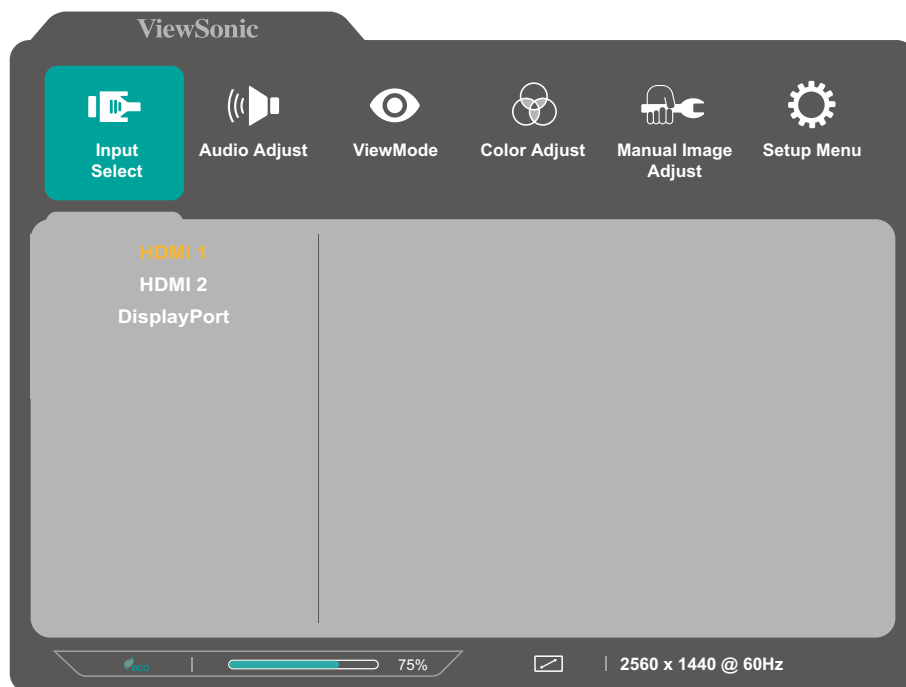 ViewSonic
Input
Select
Audio Adjust
ViewMode
Color Adjust
Manual Image
Adjust
Setup Menu
HDMI 1
HDMI 2
DisplayPort
eco
75%
2560 x 1440 @ 60Hz